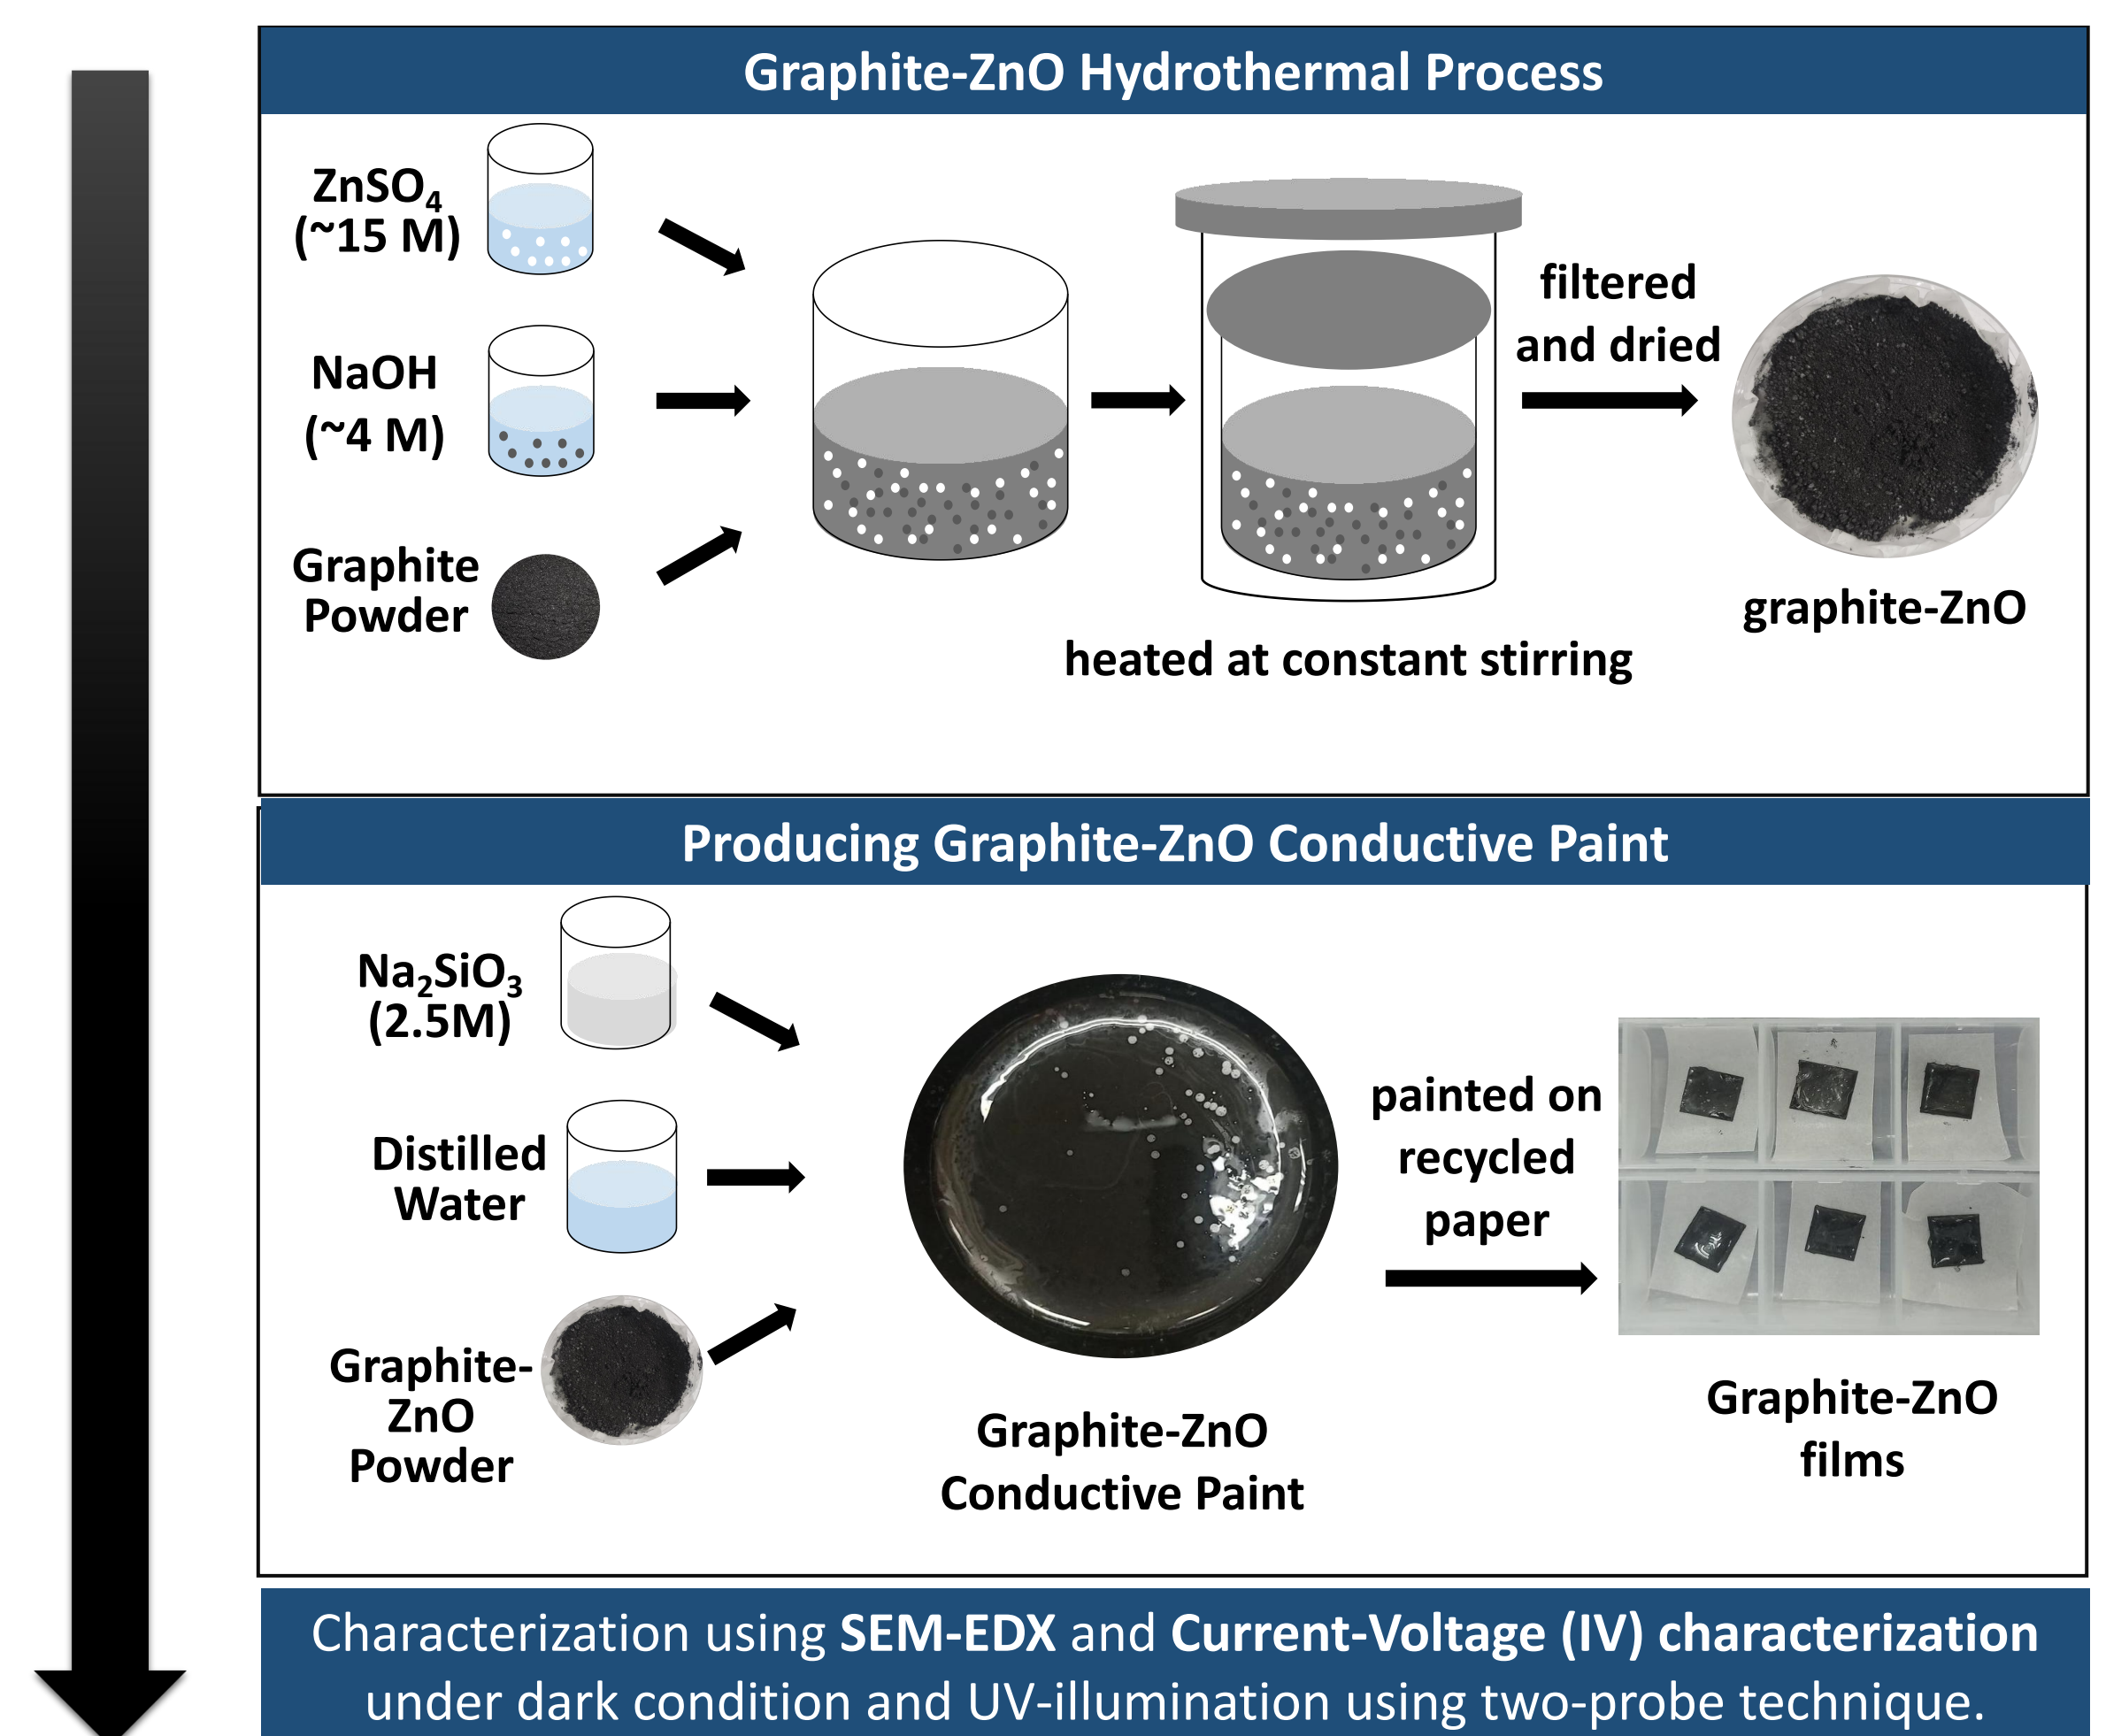 Graphite-ZnO Hydrothermal Process
ZnSO₄
(~15 M)
NaOH
(~4 M)
Graphite
Powder
heated at constant stirring
filtered
and dried
graphite-ZnO
Producing Graphite-ZnO Conductive Paint
Na₂SiO₃
(2.5M)
Distilled
Water
Graphite-
ZnO
Powder
Graphite-ZnO
Conductive Paint
painted on
recycled
paper
Graphite-ZnO
films
Characterization using SEM-EDX and Current-Voltage (IV) characterization
under dark condition and UV-illumination using two-probe technique.